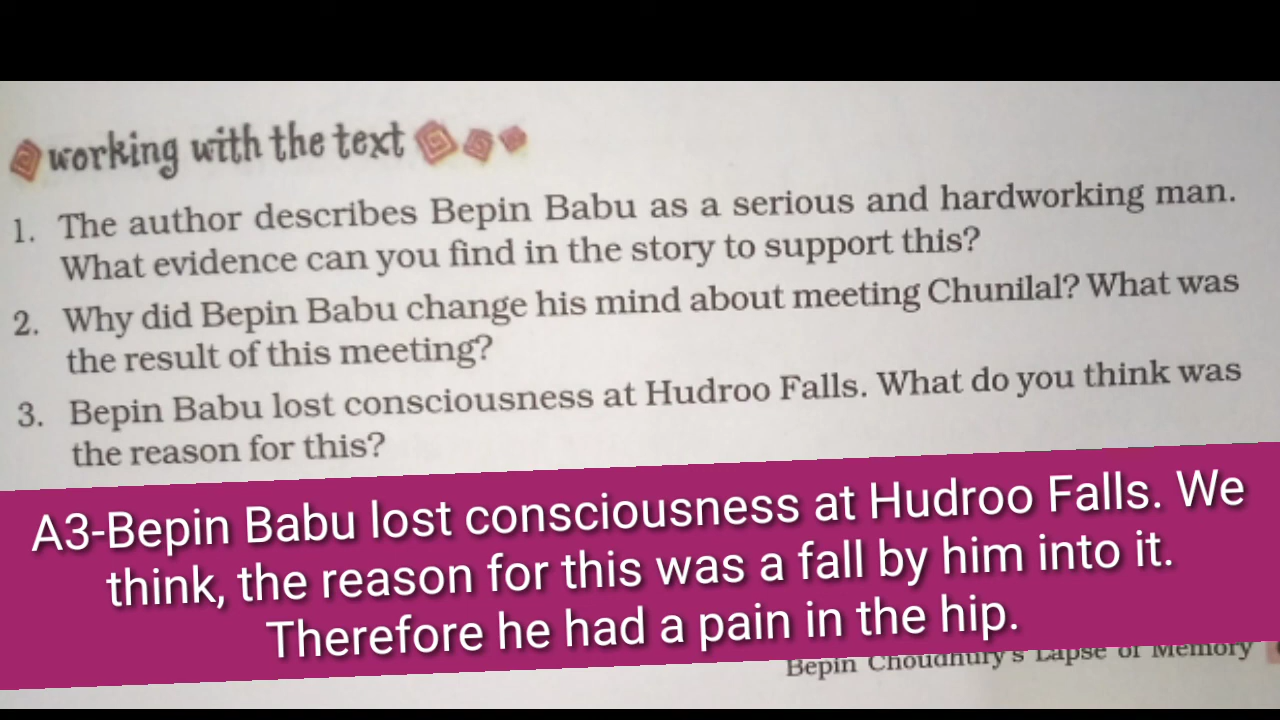 working with the text
1. The author describes Bepin Babu as a serious and hardworking man.
What evidence can you find in the story to support this?
2. Why did Bepin Babu change his mind about meeting Chunilal? What was
the result of this meeting?
3. Bepin Babu lost consciousness at Hudroo Falls. What do you think was
the reason for this?
A3-Bepin Babu lost consciousness at Hudroo Falls. We
think, the reason for this was a fall by him into it.
Therefore he had a pain in the hip.
Bepin Choudhury's Lapse of Memory